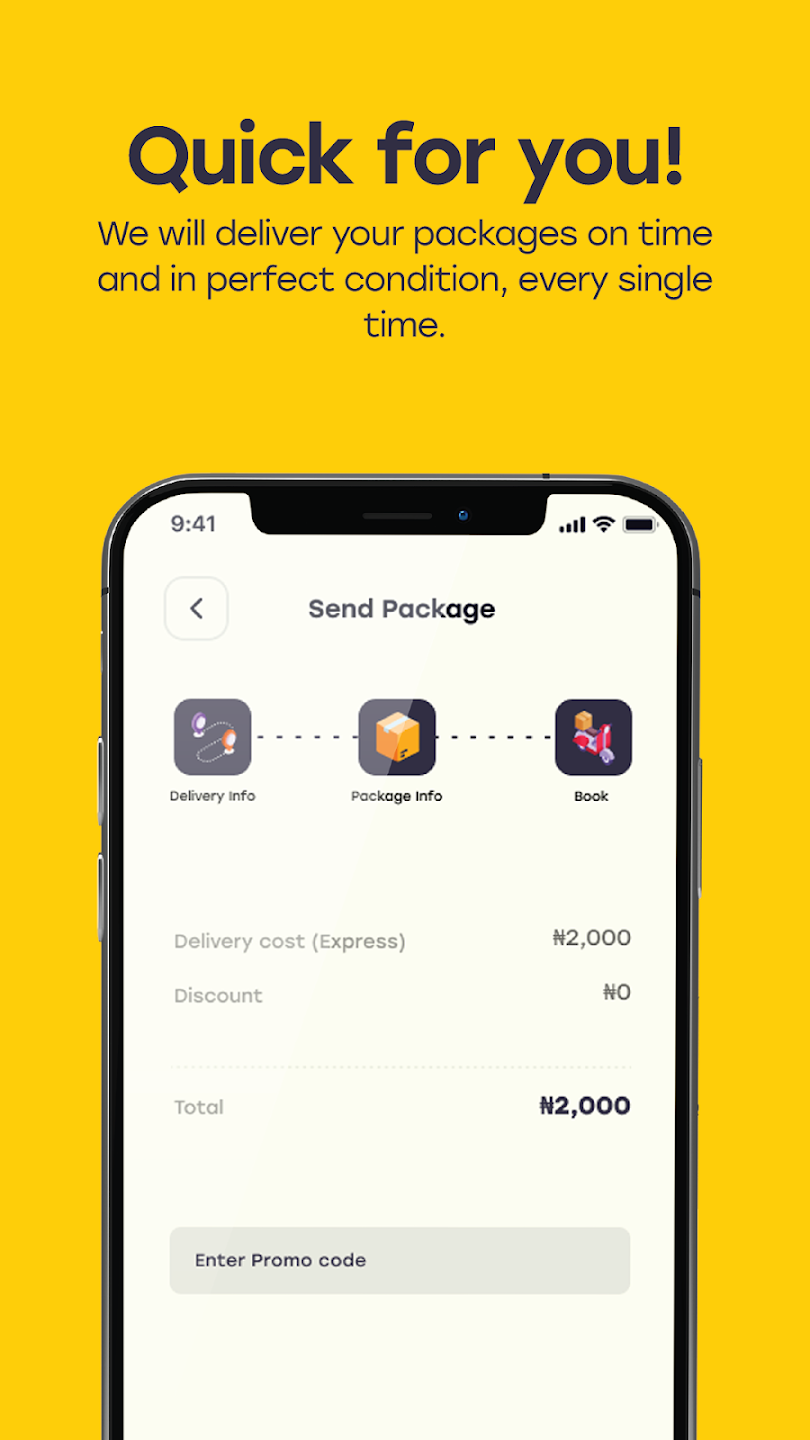 Quick for you!
We will deliver your packages on time
and in perfect condition, every single
time.
9:41
Send Package
Delivery Info
Package Info
Book
Delivery cost (Express)
₦2,000
Discount
₦0
Total
₦2,000
Enter Promo code